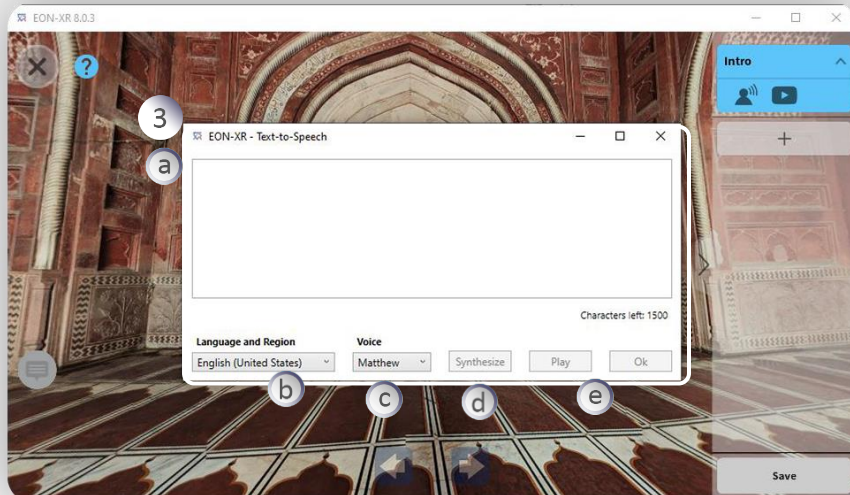 EON-XR 8.0.3
?
Intro
3
EON-XR - Text-to-Speech
a
+
Characters left: 1500
Language and Region
Voice
English (United States)
Matthew
Synthesize
Play
Ok
b
c
d
e
Save